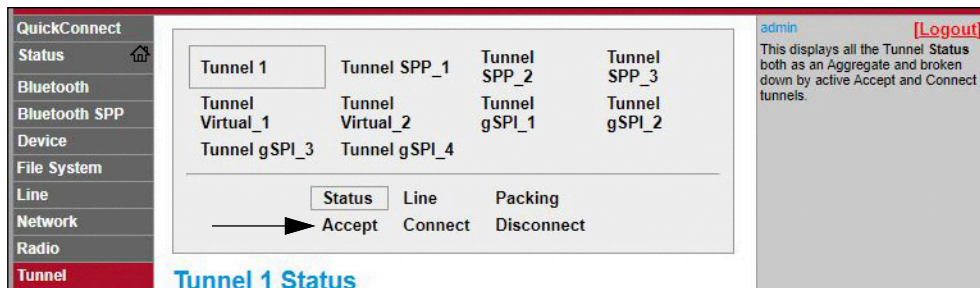 QuickConnect
Status
Bluetooth
Bluetooth SPP
Device
File System
Line
Network
Radio
Tunnel
Tunnel 1
Tunnel SPP_1
Tunnel SPP_2
Tunnel SPP_3
Tunnel Virtual_1
Tunnel Virtual_2
Tunnel gSPI_1
Tunnel gSPI_2
Tunnel gSPI_3
Tunnel gSPI_4
Status Line Packing
Accept Connect Disconnect
Tunnel 1 Status
admin [Logout]
This displays all the Tunnel Status
both as an Aggregate and broken
down by active Accept and Connect
tunnels.